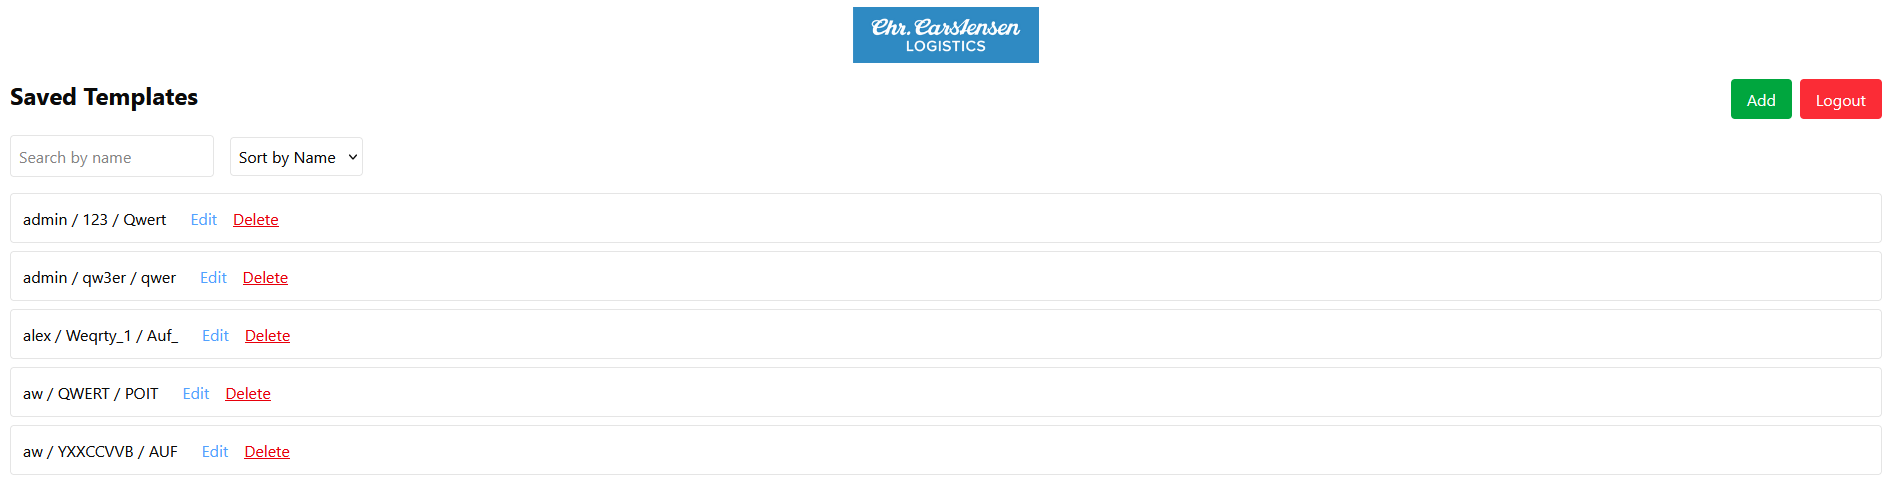 Chr. Carstensen
LOGISTICS
Saved Templates
Add Logout
Search by name Sort by Name
admin / 123 / Qwert Edit Delete
admin / qw3er / qwer Edit Delete
alex / Weqrty_1 / Auf_ Edit Delete
aw / QWERT / POIT Edit Delete
aw / YXXCCVVB / AUF Edit Delete